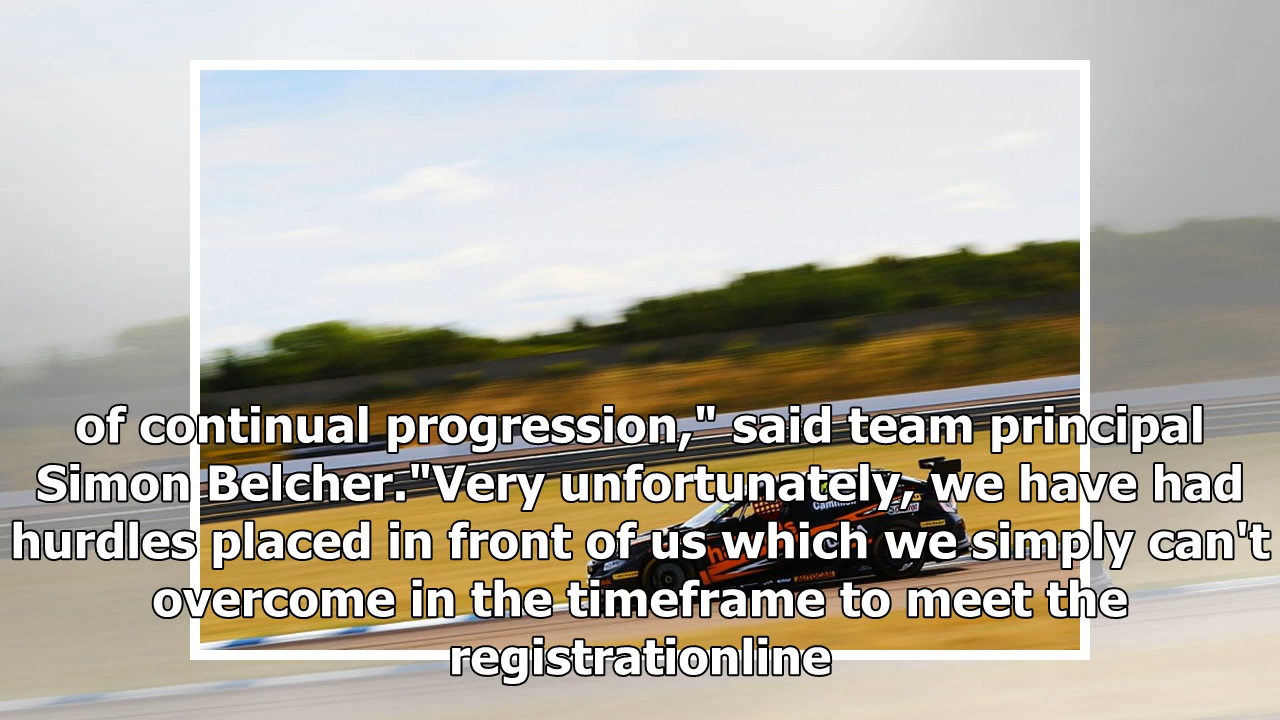 of continual progression," said team principal
Simon Belcher."Very unfortunately, we have had
hurdles placed in front of us which we simply can't
overcome in the timeframe to meet the
registrationline